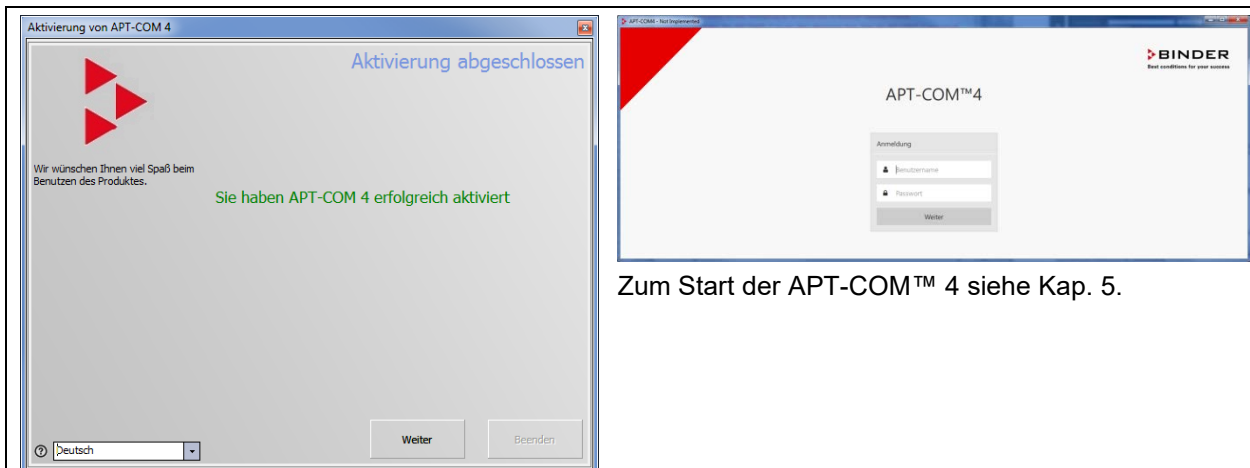 Aktivierung von APT-COM 4
Aktivierung abgeschlossen
Wir wünschen Ihnen viel Spaß beim
Benutzen des Produktes.
Sie haben APT-COM 4 erfolgreich aktiviert
Weiter
Beenden
Deutsch
APT-COM4 - Not Implemented
BINDER
Best conditions for your success
APT-COM™4
Anmeldung
Benutzername
Passwort
Weiter
Zum Start der APT-COM™ 4 siehe Kap. 5.